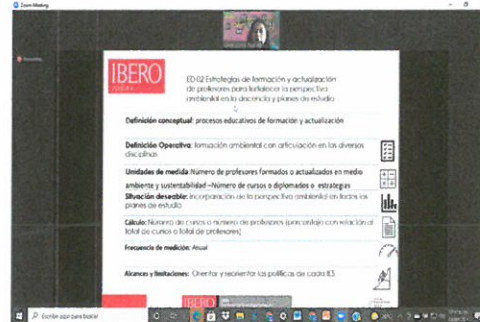 Zoom Meeting
IBERO
ED-02 Estrategias de formación y actualización
de profesores para fortalecer la perspectiva
ambiental en la docencia y planes de estudio
Definición conceptual: procesos educativos de formación y actualización
Definición Operativa: formación ambiental con articulación en las diversas
disciplinas
Unidades de medida: Número de profesores formados o actualizados en medio
ambiente y sustentabilidad –Número de cursos o diplomados o estrategias
Situación deseable: incorporación de la perspectiva ambiental en todos los
planes de estudio
Cálculo: Número de cursos o número de profesores (porcentaje con relación al
total de cursos o total de profesores)
Frecuencia de medición: Anual
Alcances y limitaciones: Orientar y reorientar las políticas de cada IES
IBERO
Escribe aquí para buscar